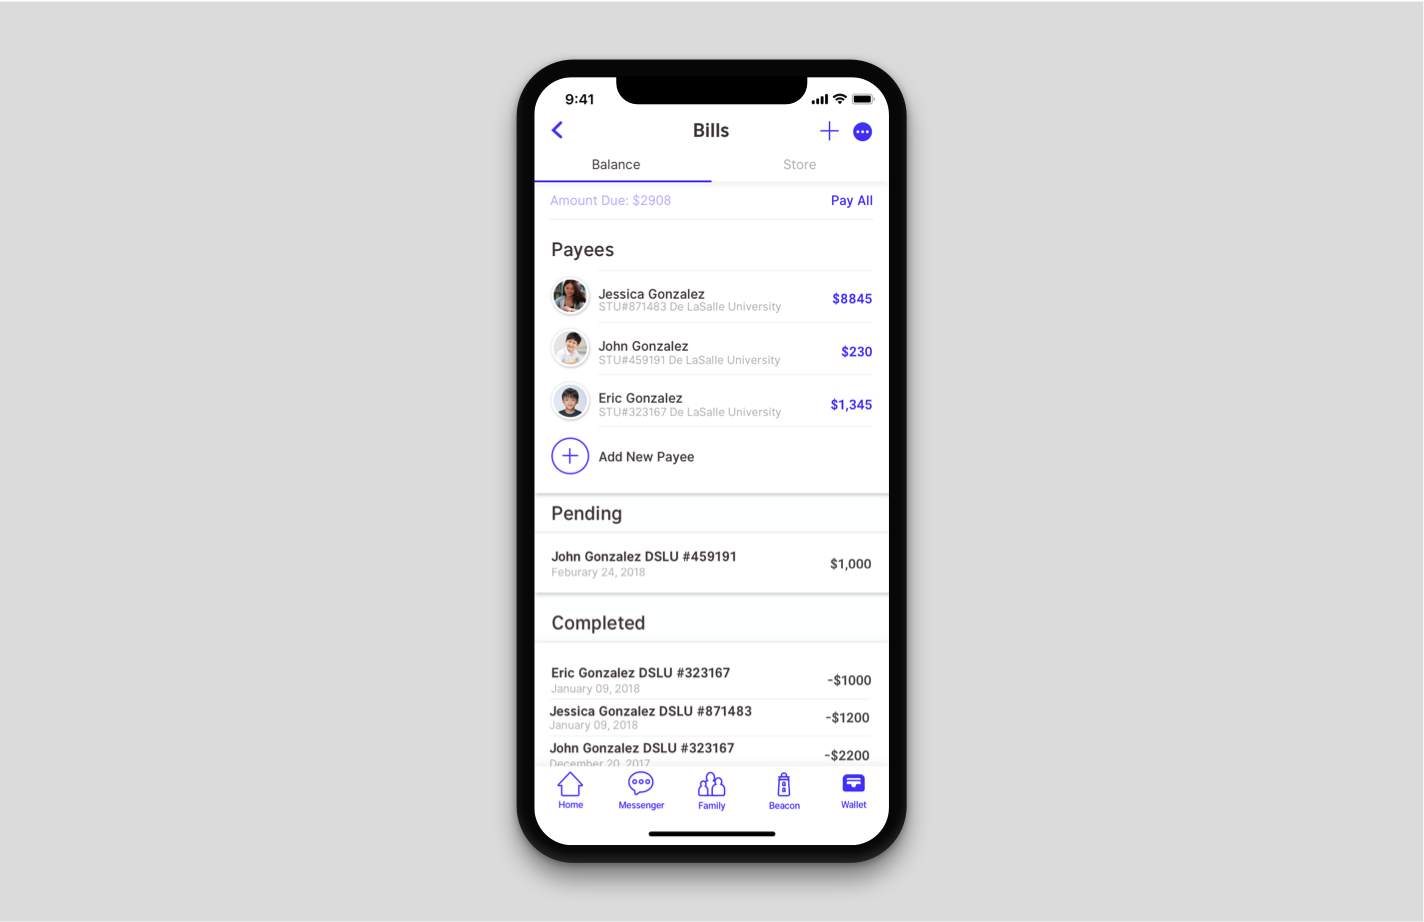 9:41
Bills
Balance Store
Amount Due: $2908 Pay All
Payees
Jessica Gonzalez
STU#871483 De LaSalle University
$8845
John Gonzalez
STU#459191 De LaSalle University
$230
Eric Gonzalez
STU#323167 De LaSalle University
$1,345
Add New Payee
Pending
John Gonzalez DSLU #459191
Feburary 24, 2018
$1,000
Completed
Eric Gonzalez DSLU #323167
January 09, 2018
-$1000
Jessica Gonzalez DSLU #871483
January 09, 2018
-$1200
John Gonzalez DSLU #323167
December 20, 2017
-$2200
Home Messenger Family Beacon Wallet